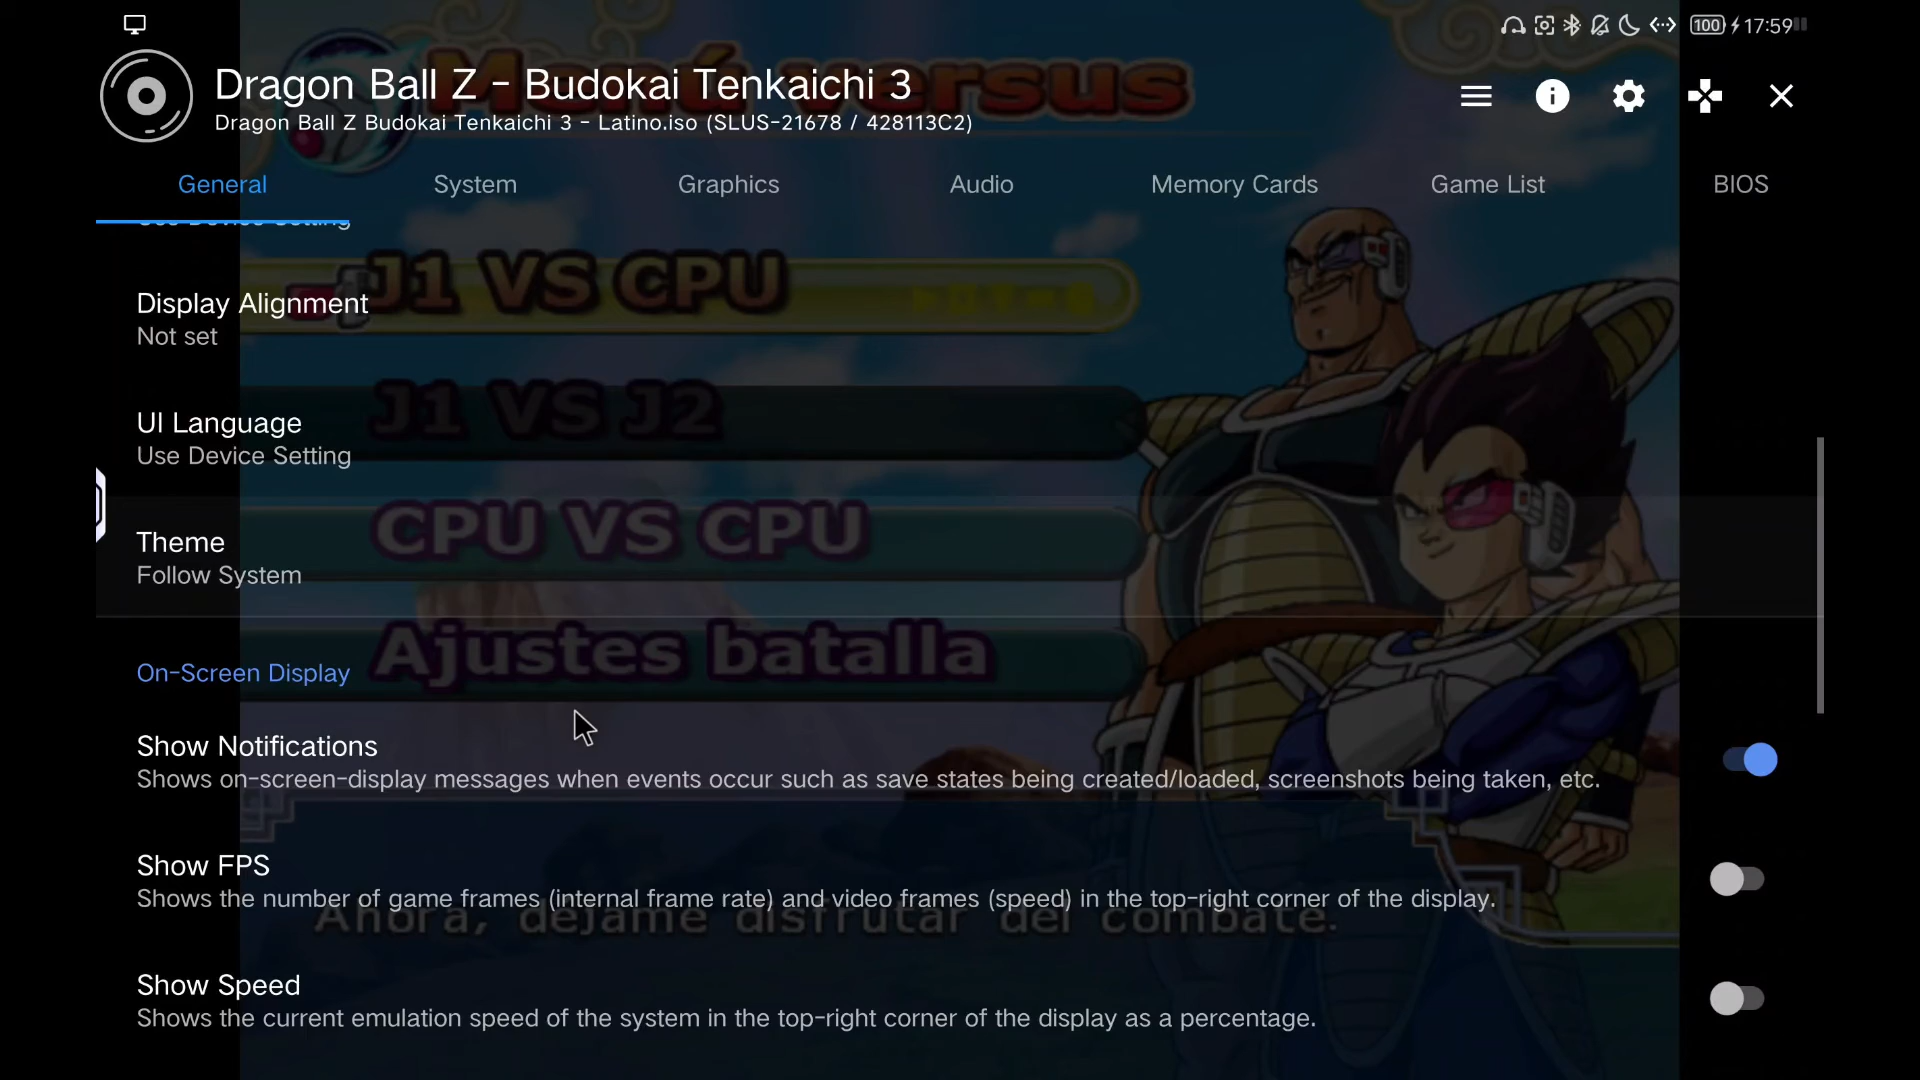 100 17:59
Menú versus
Dragon Ball Z - Budokai Tenkaichi 3
Dragon Ball Z Budokai Tenkaichi 3 - Latino.iso (SLUS-21678 / 428113C2)
General System Graphics Audio Memory Cards Game List BIOS
Use Device Setting
J1 VS CPU
Display Alignment
Not set
J1 VS J2
UI Language
Use Device Setting
CPU VS CPU
Theme
Follow System
Ajustes batalla
On-Screen Display
Show Notifications
Shows on-screen-display messages when events occur such as save states being created/loaded, screenshots being taken, etc.
Show FPS
Shows the number of game frames (internal frame rate) and video frames (speed) in the top-right corner of the display.
Ahora, déjame disfrutar del combate.
Show Speed
Shows the current emulation speed of the system in the top-right corner of the display as a percentage.